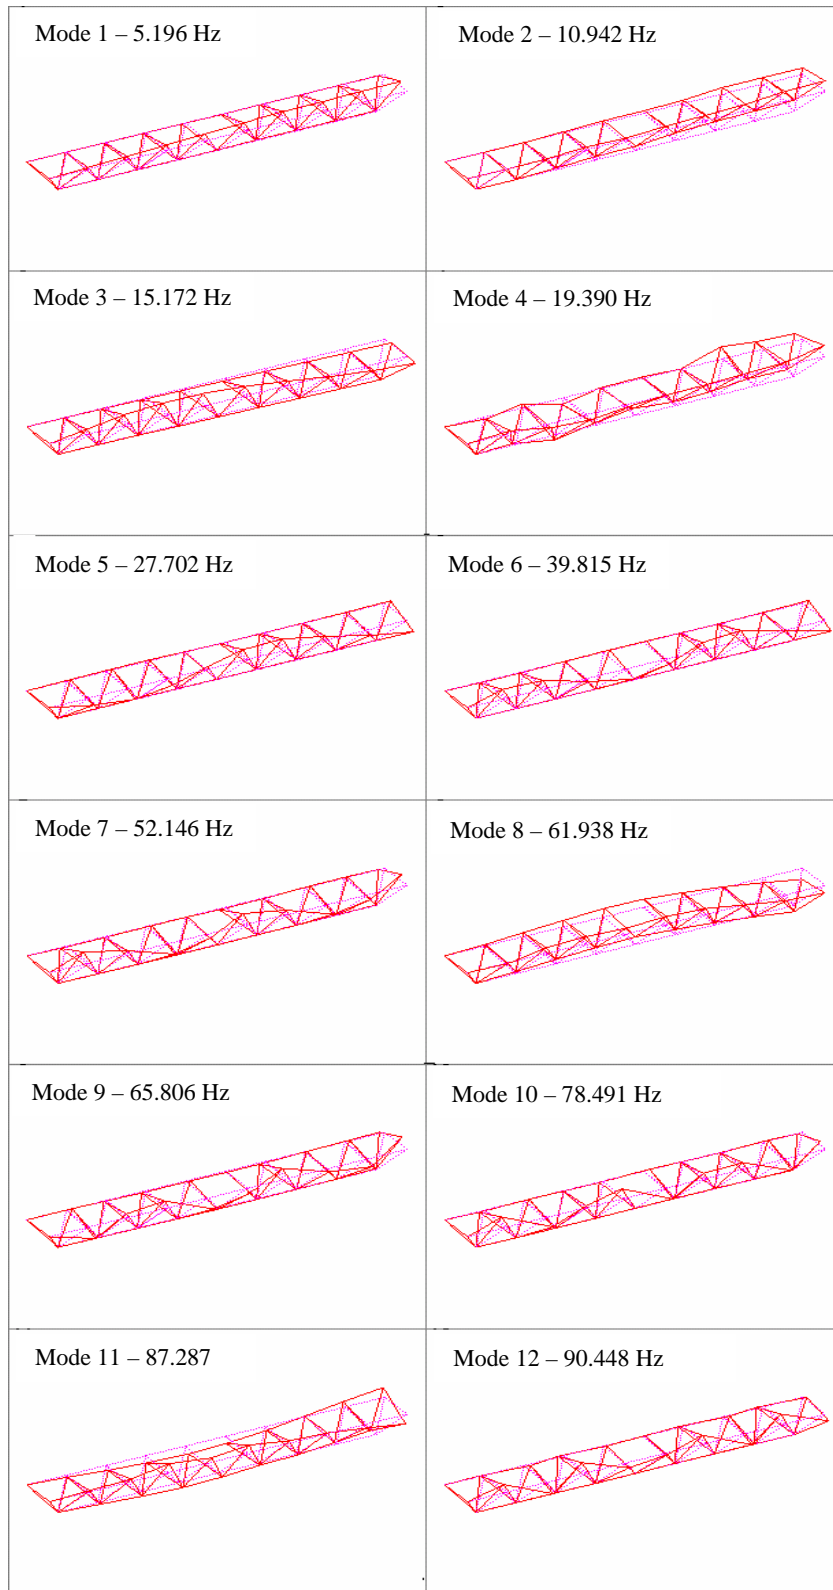 Mode 1 – 5.196 Hz
Mode 2 – 10.942 Hz
Mode 3 – 15.172 Hz
Mode 4 – 19.390 Hz
Mode 5 – 27.702 Hz
Mode 6 – 39.815 Hz
Mode 7 – 52.146 Hz
Mode 8 – 61.938 Hz
Mode 9 – 65.806 Hz
Mode 10 – 78.491 Hz
Mode 11 – 87.287
Mode 12 – 90.448 Hz